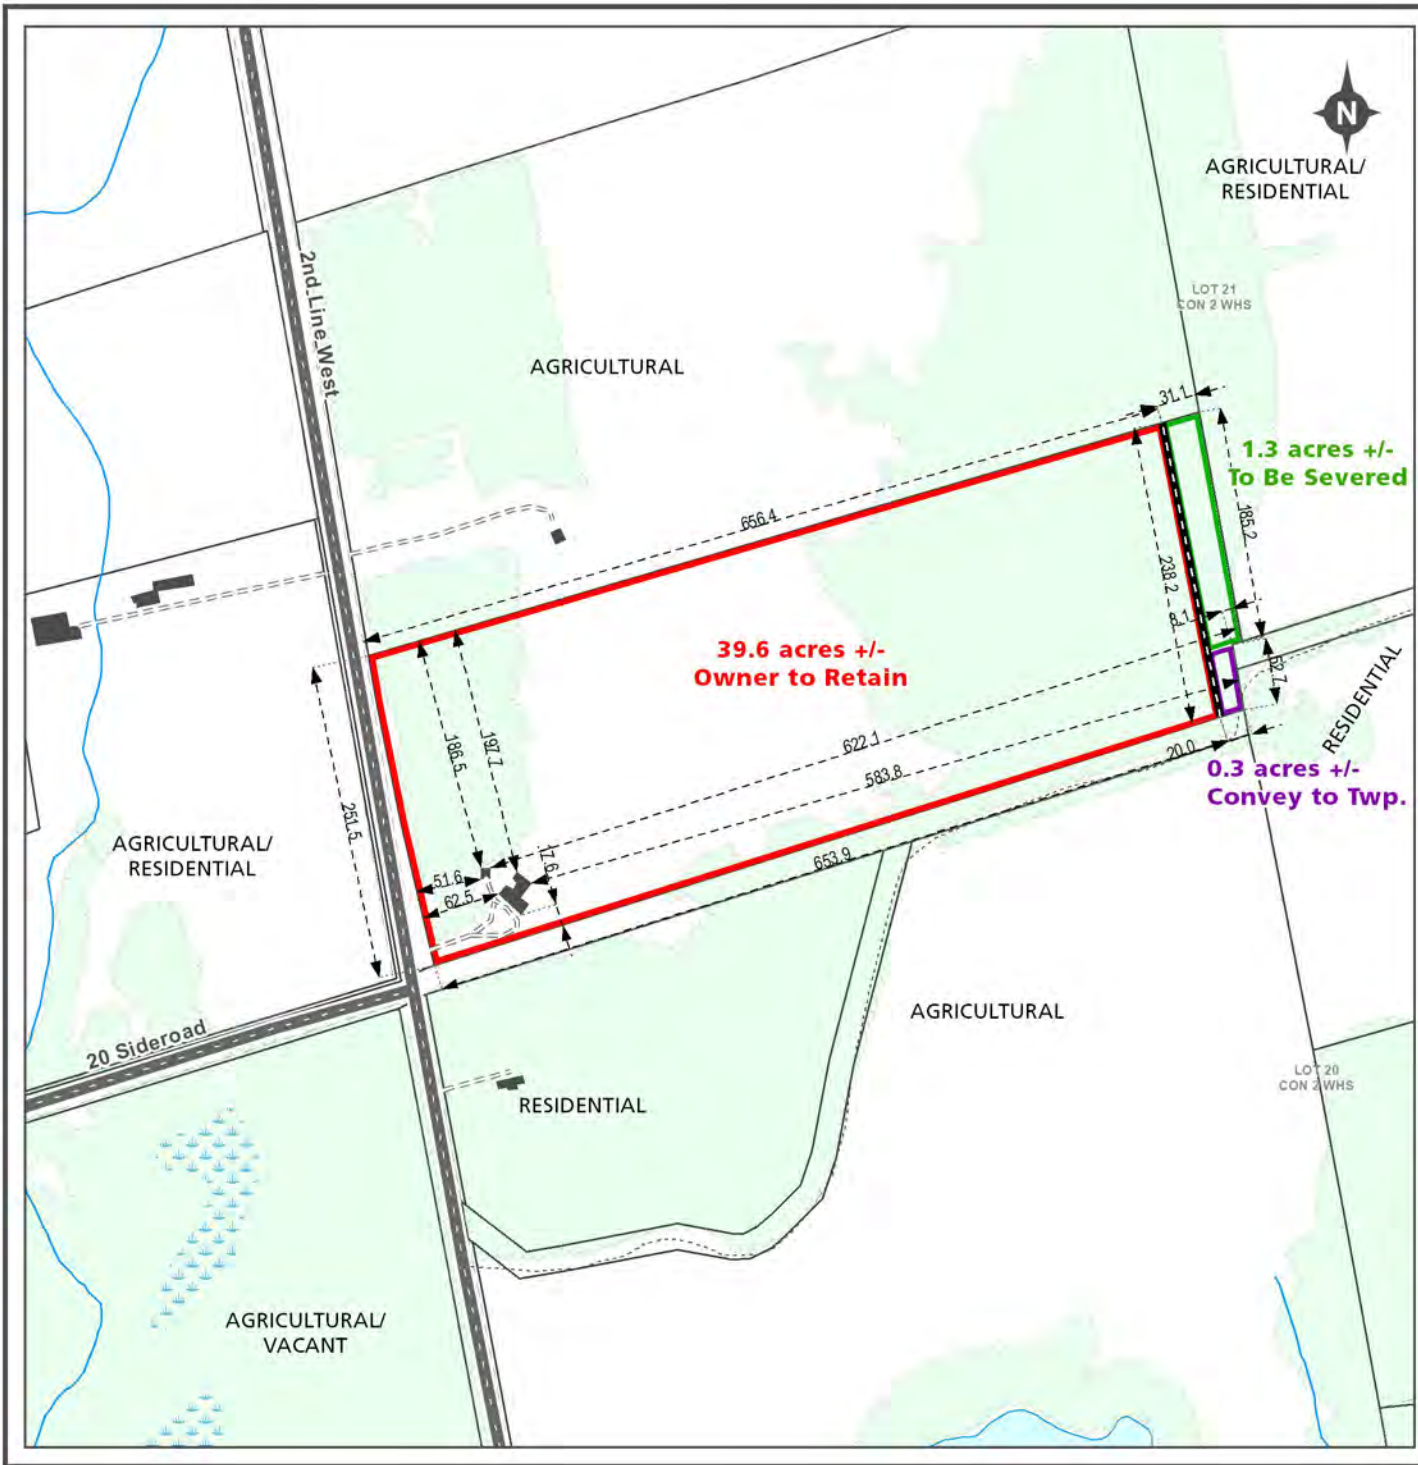 N
AGRICULTURAL/
RESIDENTIAL
2nd Line West
LOT 21
CON 2 WHS
AGRICULTURAL
31.1
1.3 acres +/-
To Be Severed
185.2
656.4
238.2
8.1
39.6 acres +/-
Owner to Retain
52.7
RESIDENTIAL
186.5
197.7
622.1
20.0
583.8
0.3 acres +/-
Convey to Twp.
251.5
AGRICULTURAL/
RESIDENTIAL
17.6
653.9
51.6
62.5
AGRICULTURAL
20 Sideroad
LOT 20
CON 2 WHS
RESIDENTIAL
AGRICULTURAL/
VACANT